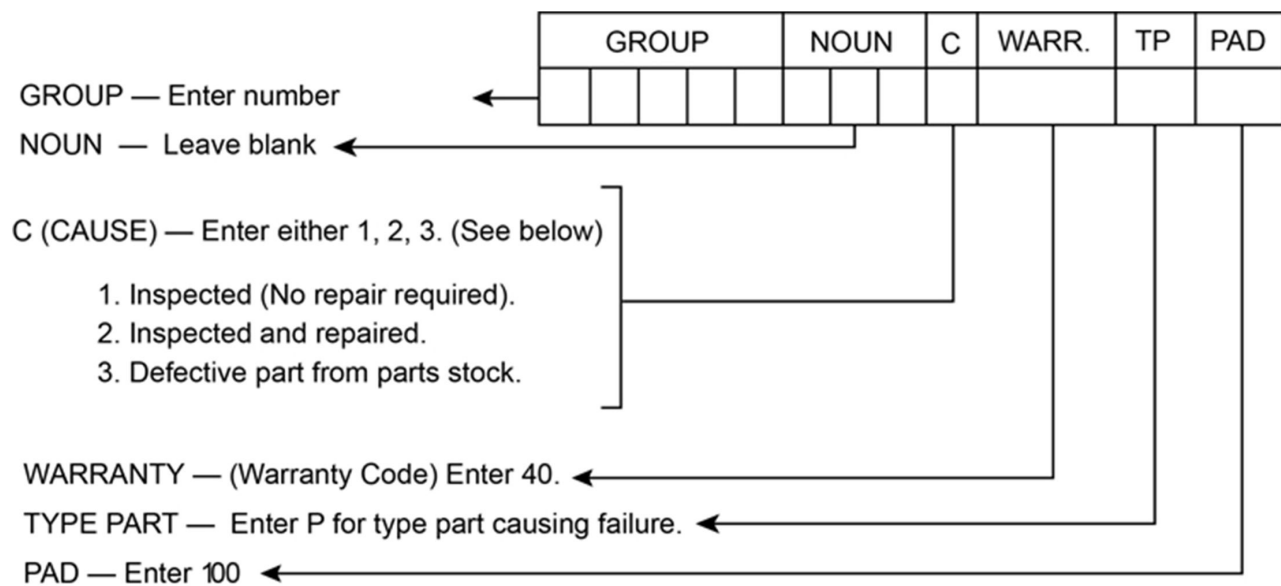 GROUP NOUN C WARR. TP PAD
GROUP — Enter number
NOUN — Leave blank
C (CAUSE) — Enter either 1, 2, 3. (See below)
1. Inspected (No repair required).
2. Inspected and repaired.
3. Defective part from parts stock.
WARRANTY — (Warranty Code) Enter 40.
TYPE PART — Enter P for type part causing failure.
PAD — Enter 100